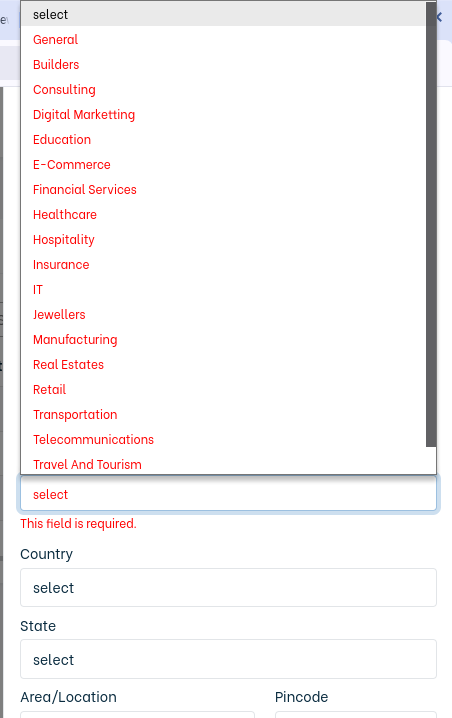 select
General
Builders
Consulting
Digital Marketting
Education
E-Commerce
Financial Services
Healthcare
Hospitality
Insurance
IT
Jewellers
Manufacturing
Real Estates
Retail
Transportation
Telecommunications
Travel And Tourism
select
This field is required.
Country
select
State
select
Area/Location Pincode